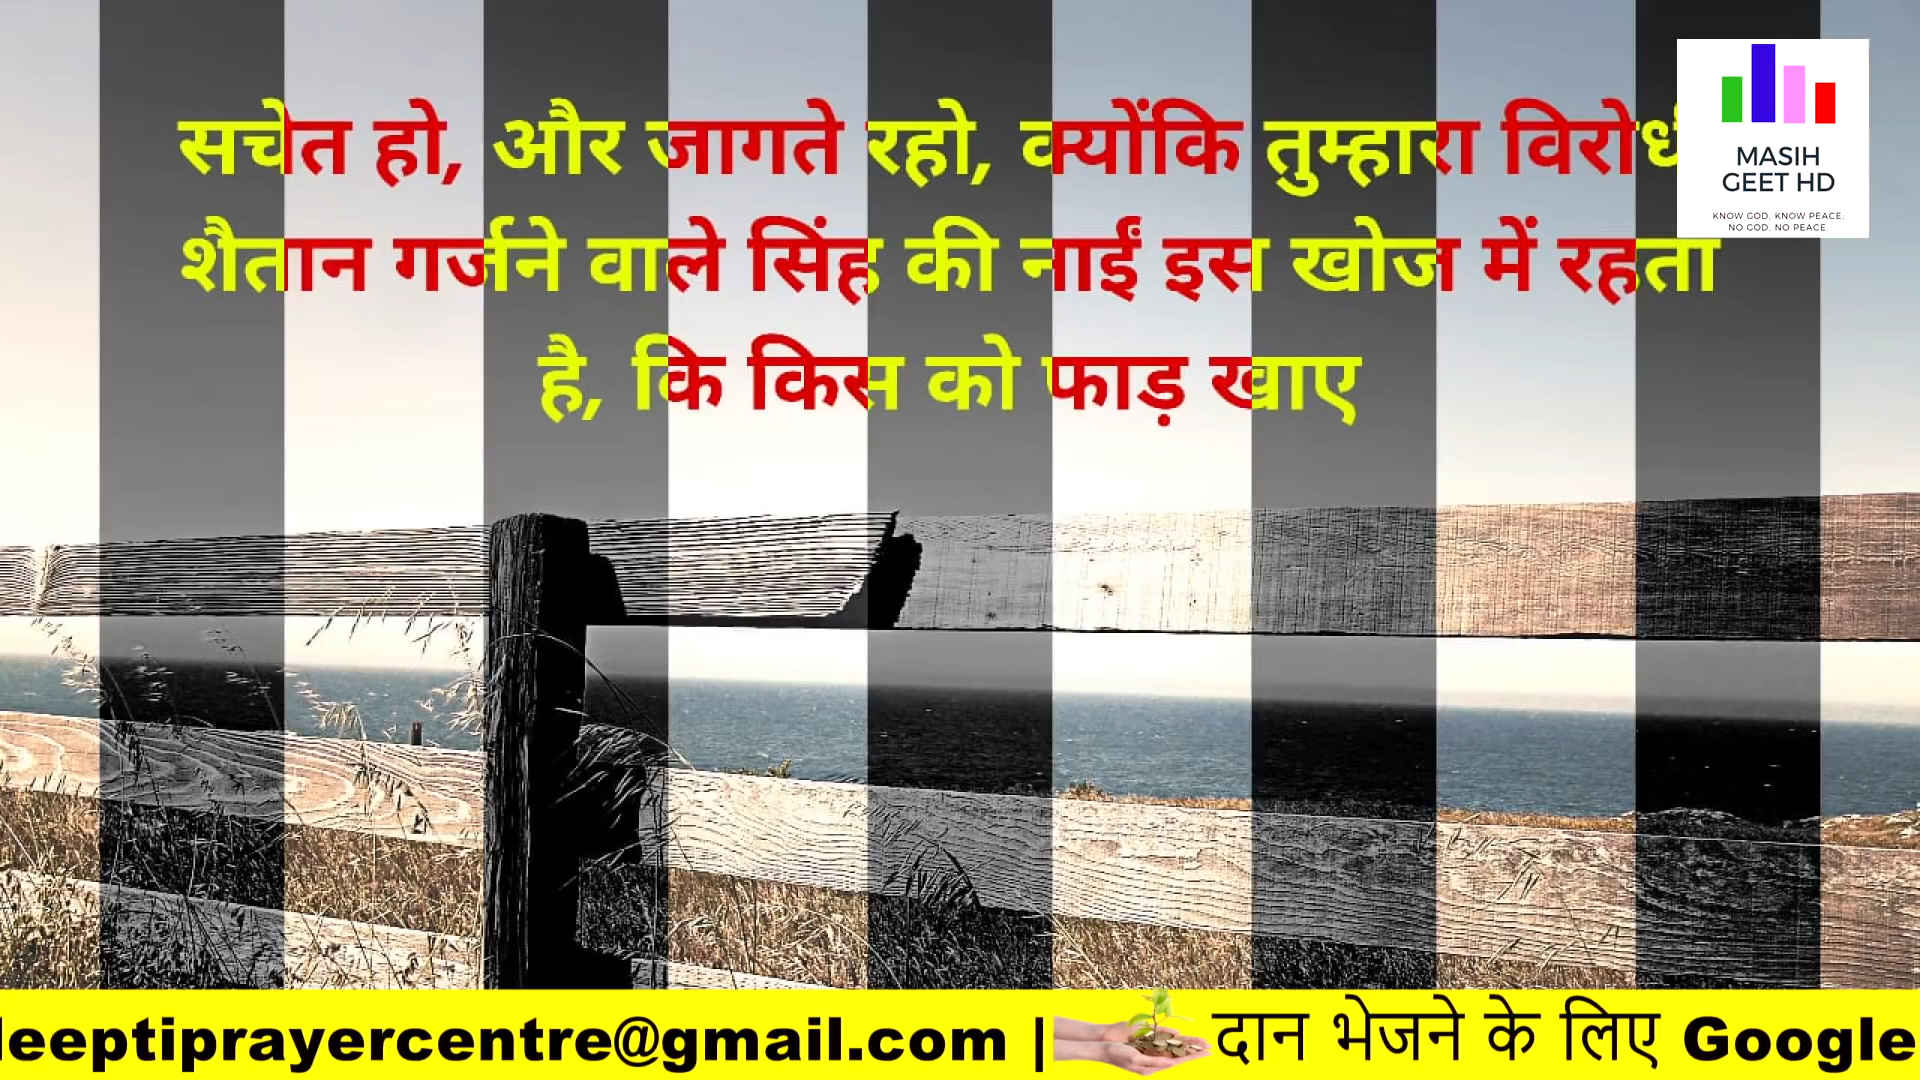 सचेत हो, और जागते रहो, क्योंकि तुम्हारा
शैतान गर्जने वाले सिंह की नाईं इस खोज में रहता
है, कि किस को फाड़ खाए
MASIH
GEET HD
KNOW GOD. KNOW PEACE.
NO GOD. NO PEACE.
eeptiprayercentre@gmail.com | दान भेजने के लिए Google